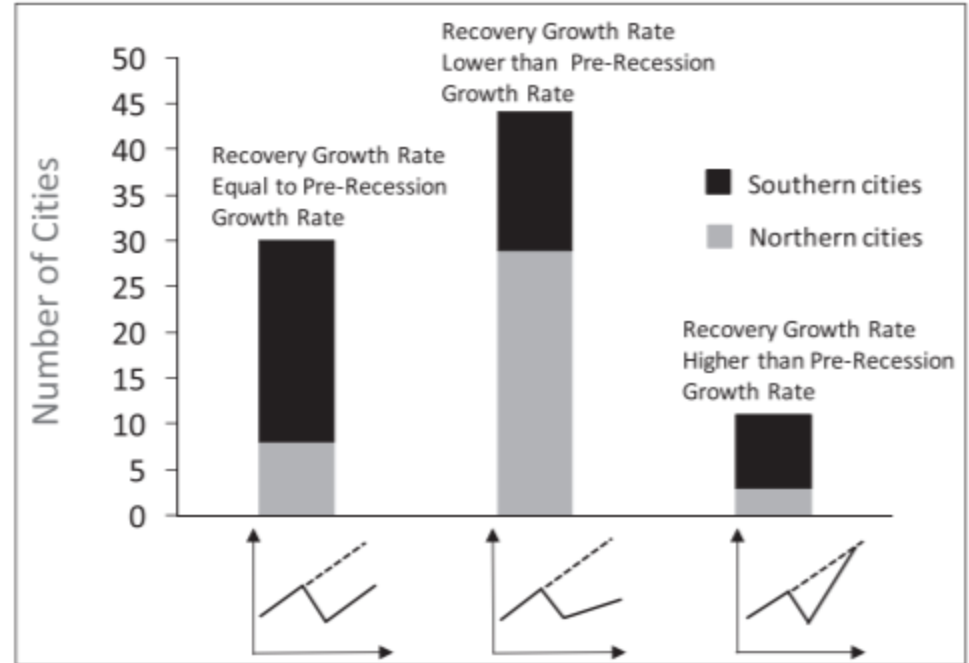 Recovery Growth Rate
Lower than Pre-Recession
Growth Rate
Recovery Growth Rate
Equal to Pre-Recession
Growth Rate
Southern cities
Northern cities
Recovery Growth Rate
Higher than Pre-Recession
Growth Rate
Number of Cities
50
45
40
35
30
25
20
15
10
5
0